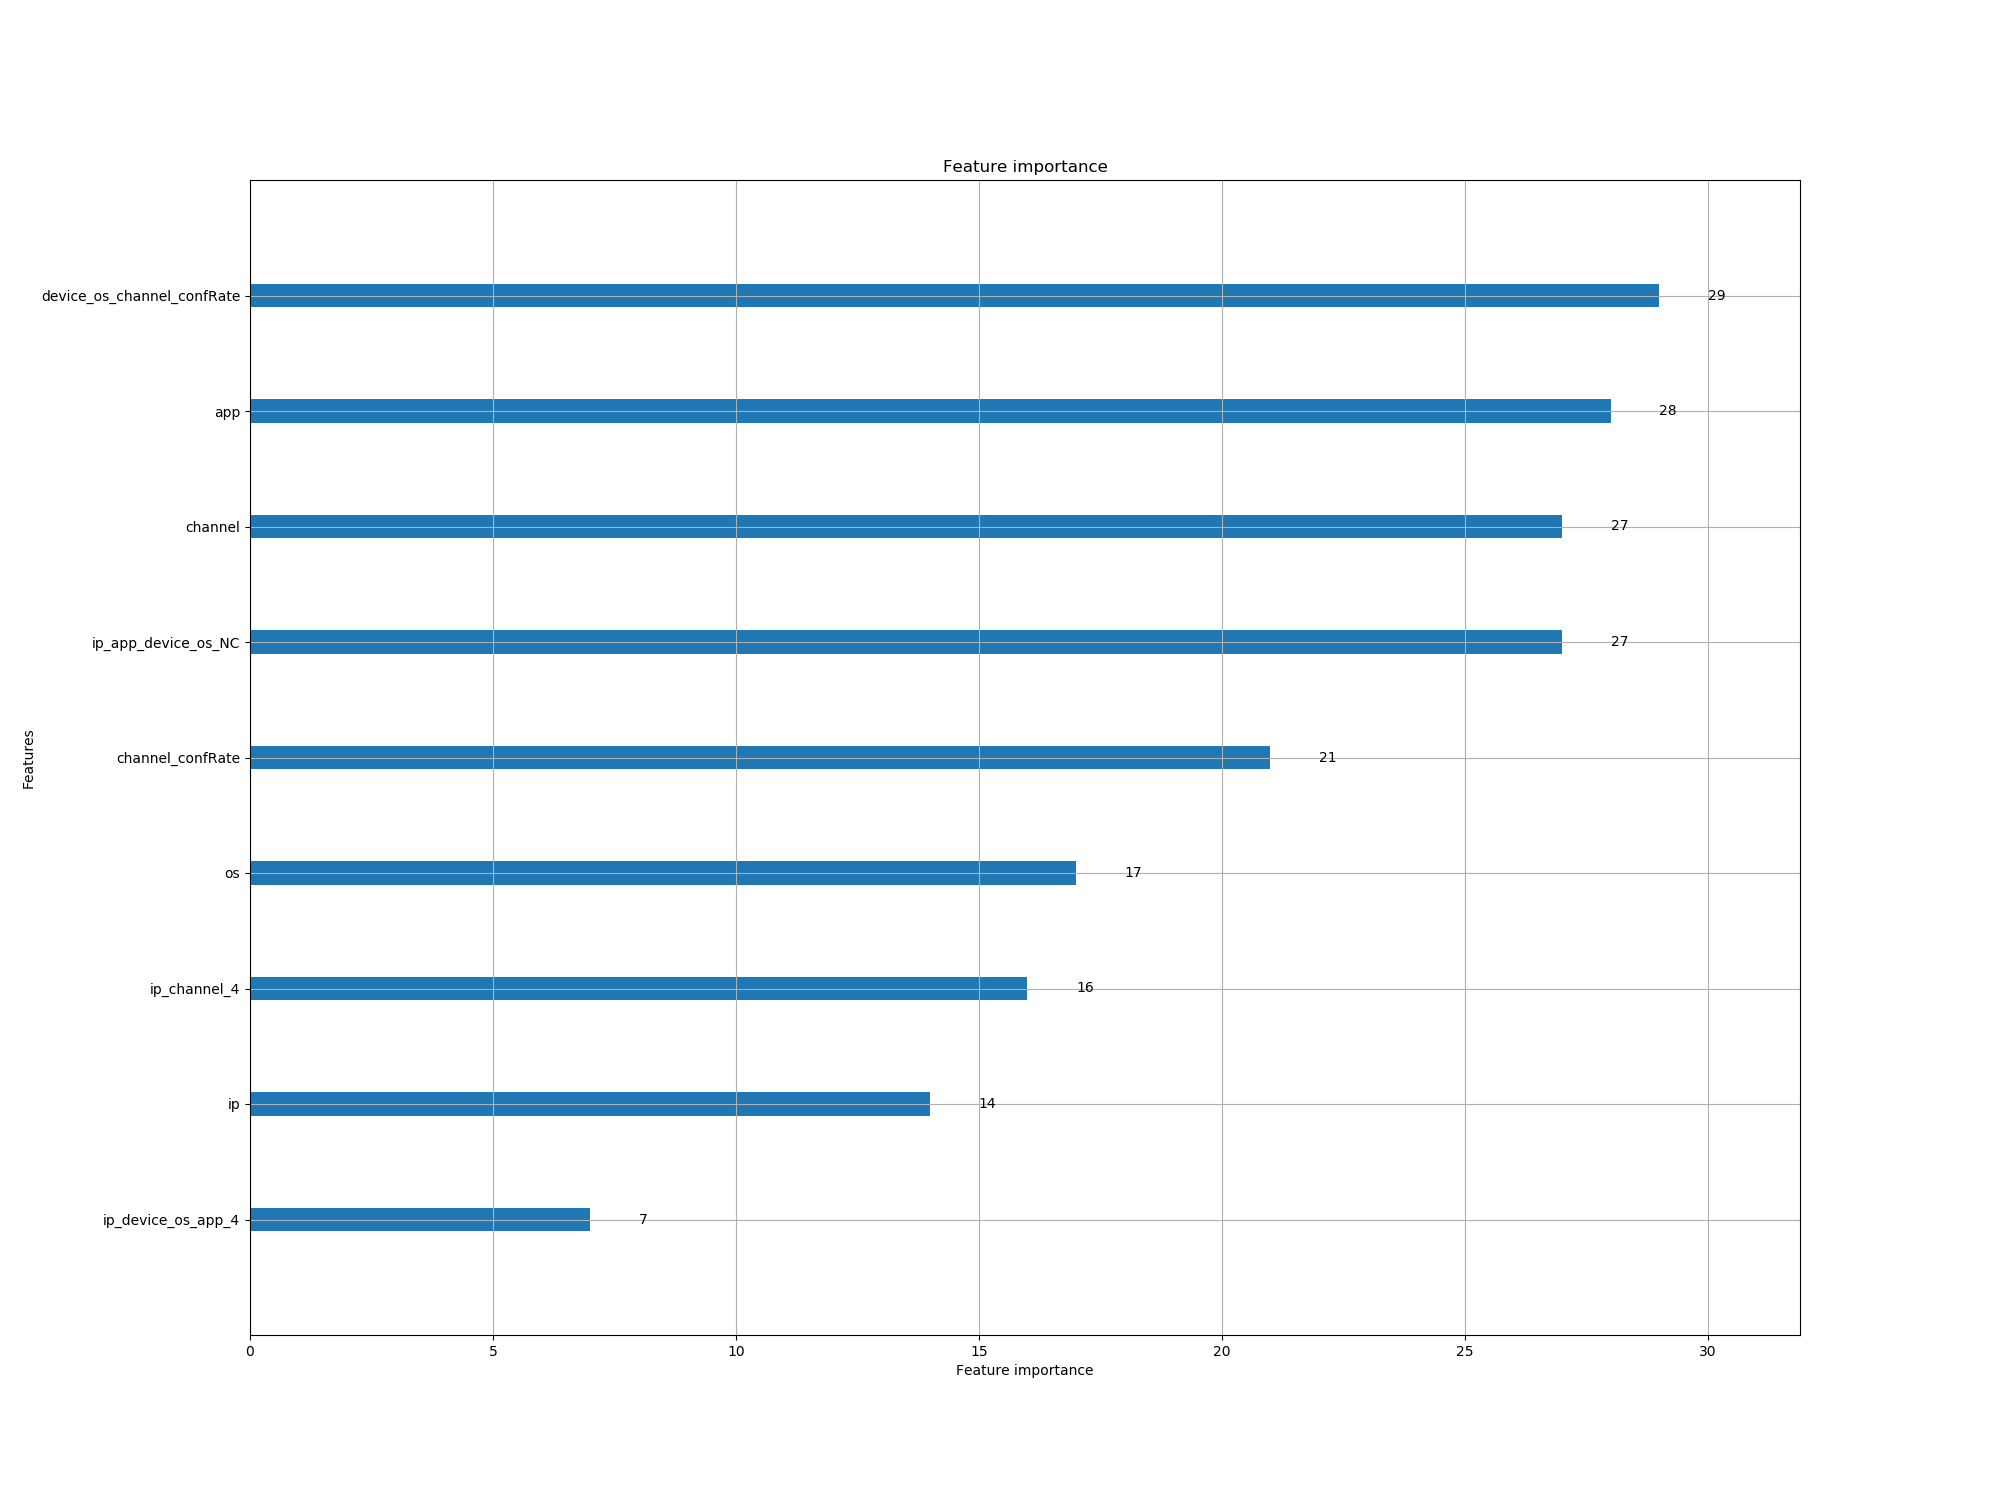 Feature importance
device_os_channel_confRate 29
app 28
channel 27
ip_app_device_os_NC 27
channel_confRate 21
os 17
ip_channel_4 16
ip 14
ip_device_os_app_4 7
Features
0 5 10 15 20 25 30
Feature importance